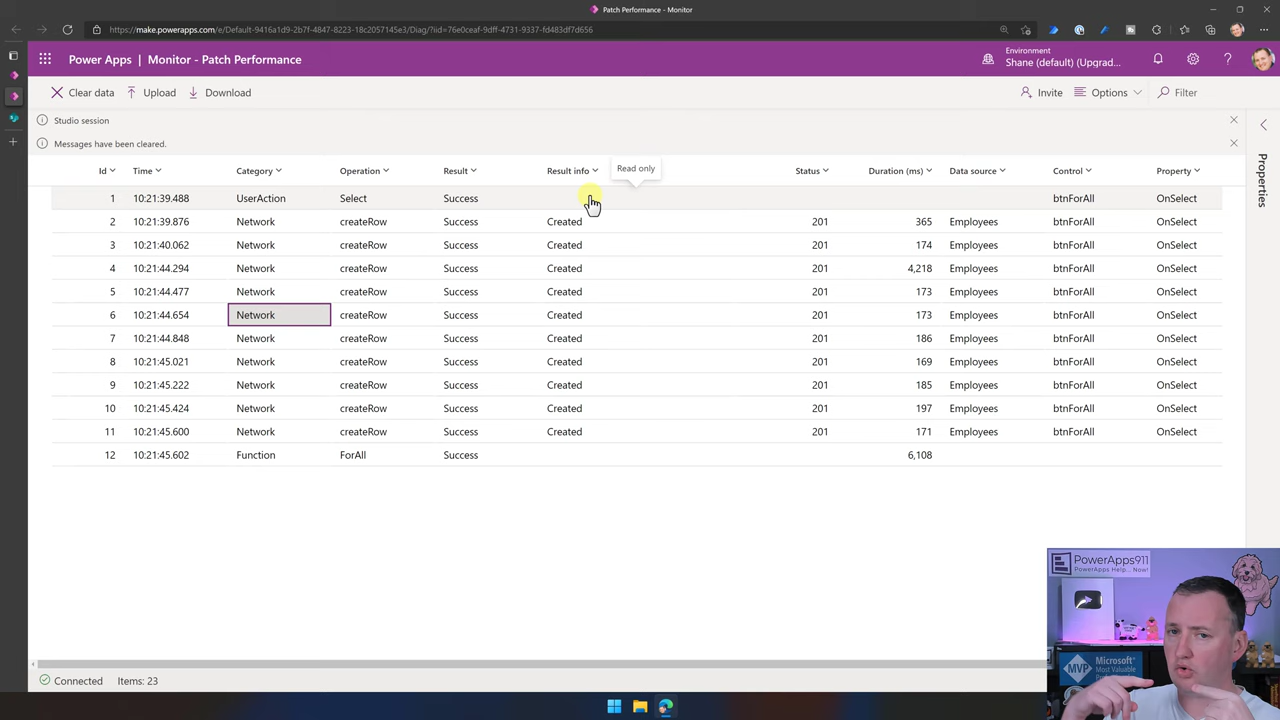 Patch Performance - Monitor
https://make.powerapps.com/e/Default-9416a1d9-2b7f-4847-8223-18c2057145e3/Diag/?iid=76e0ceaf-9dff-4731-9337-fd483df7d656
Power Apps | Monitor - Patch Performance
Environment
Shane (default) (Upgrad...
Clear data Upload Download Invite Options Filter
Studio session
Messages have been cleared.
Read only
Properties
Id Time Category Operation Result Result info Status Duration (ms) Data source Control Property
1 10:21:39.488 UserAction Select Success btnForAll OnSelect
2 10:21:39.876 Network createRow Success Created 201 365 Employees btnForAll OnSelect
3 10:21:40.062 Network createRow Success Created 201 174 Employees btnForAll OnSelect
4 10:21:44.294 Network createRow Success Created 201 4,218 Employees btnForAll OnSelect
5 10:21:44.477 Network createRow Success Created 201 173 Employees btnForAll OnSelect
6 10:21:44.654 Network createRow Success Created 201 173 Employees btnForAll OnSelect
7 10:21:44.848 Network createRow Success Created 201 186 Employees btnForAll OnSelect
8 10:21:45.021 Network createRow Success Created 201 169 Employees btnForAll OnSelect
9 10:21:45.222 Network createRow Success Created 201 185 Employees btnForAll OnSelect
10 10:21:45.424 Network createRow Success Created 201 197 Employees btnForAll OnSelect
11 10:21:45.600 Network createRow Success Created 201 171 Employees btnForAll OnSelect
12 10:21:45.602 Function ForAll Success 6,108
PowerApps911
PowerApps Help... Now!
Microsoft
MVP
Connected Items: 23